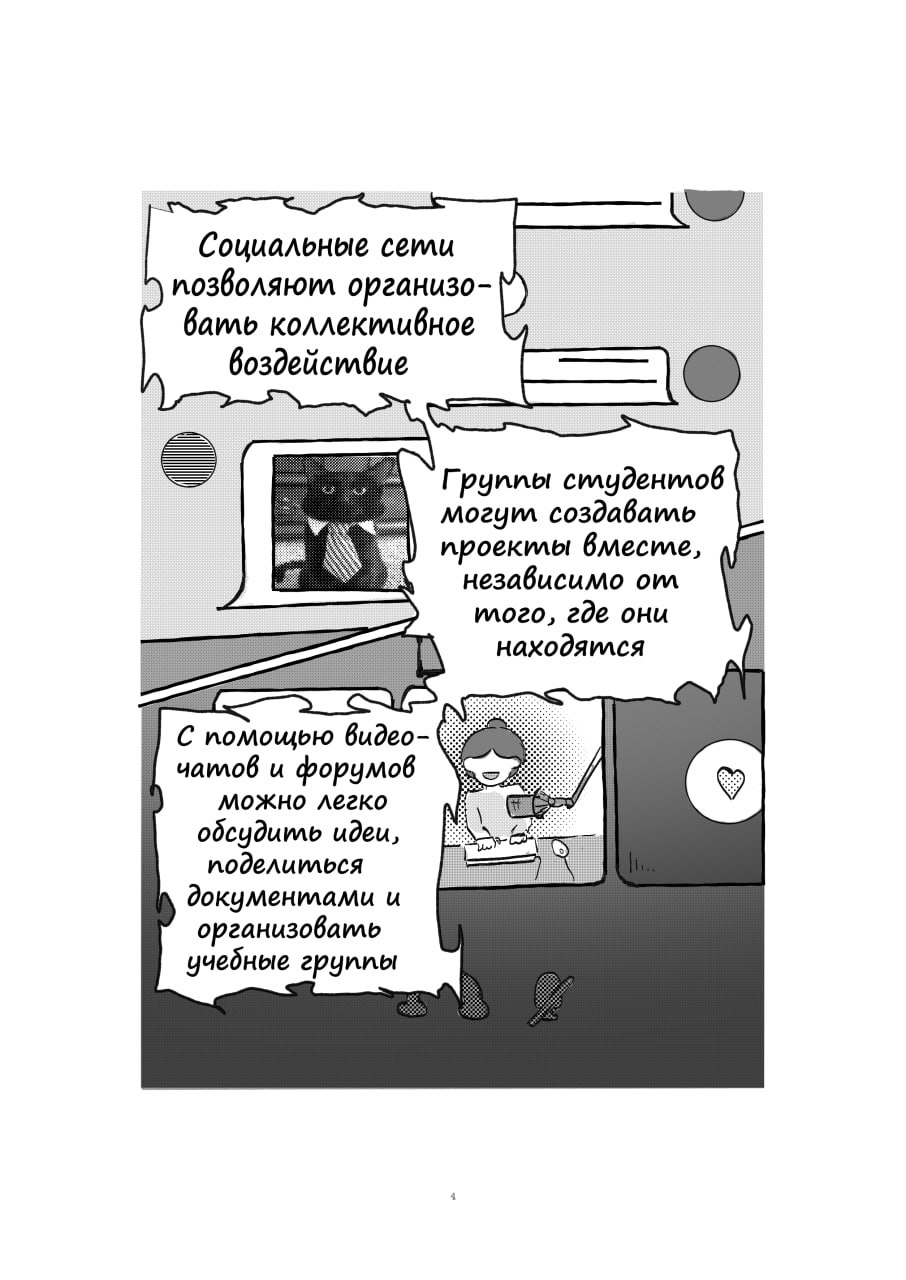 Социальные сети
позволяют организо-
вать коллективное
воздействие
Группы студентов
могут создавать
проекты вместе,
независимо от
того, где они
находятся
С помощью видео-
чатов и форумов
можно легко
обсудить идеи,
поделиться
документами и
организовать
учебные группы
4